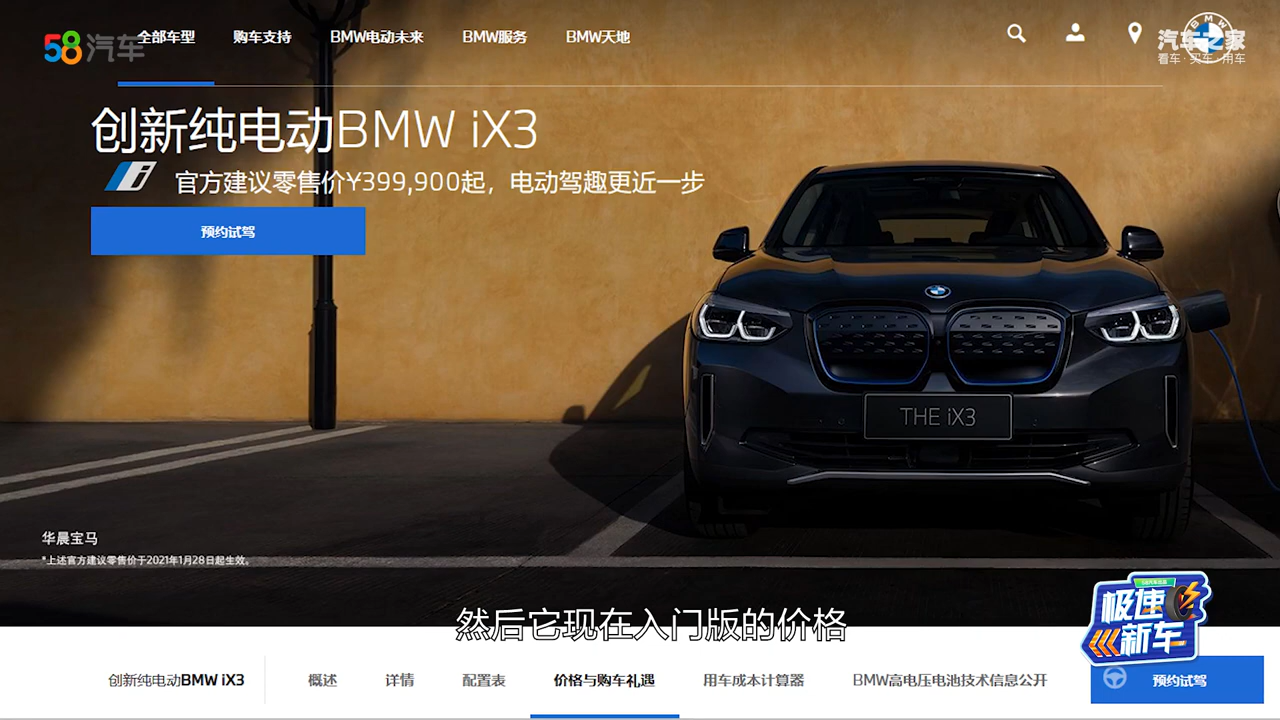 58汽车
全部车型 购车支持 BMW电动未来 BMW服务 BMW天地
BMW
汽车之家
看车·买车·用车
创新纯电动BMW iX3
i 官方建议零售价¥399,900起，电动驾趣更近一步
预约试驾
THE iX3
华晨宝马
*上述官方建议零售价于2021年1月28日起生效。
极速
新车
然后它现在入门版的价格
创新纯电动BMW iX3 概述 详情 配置表 价格与购车礼遇 用车成本计算器 BMW高电压电池技术信息公开 预约试驾